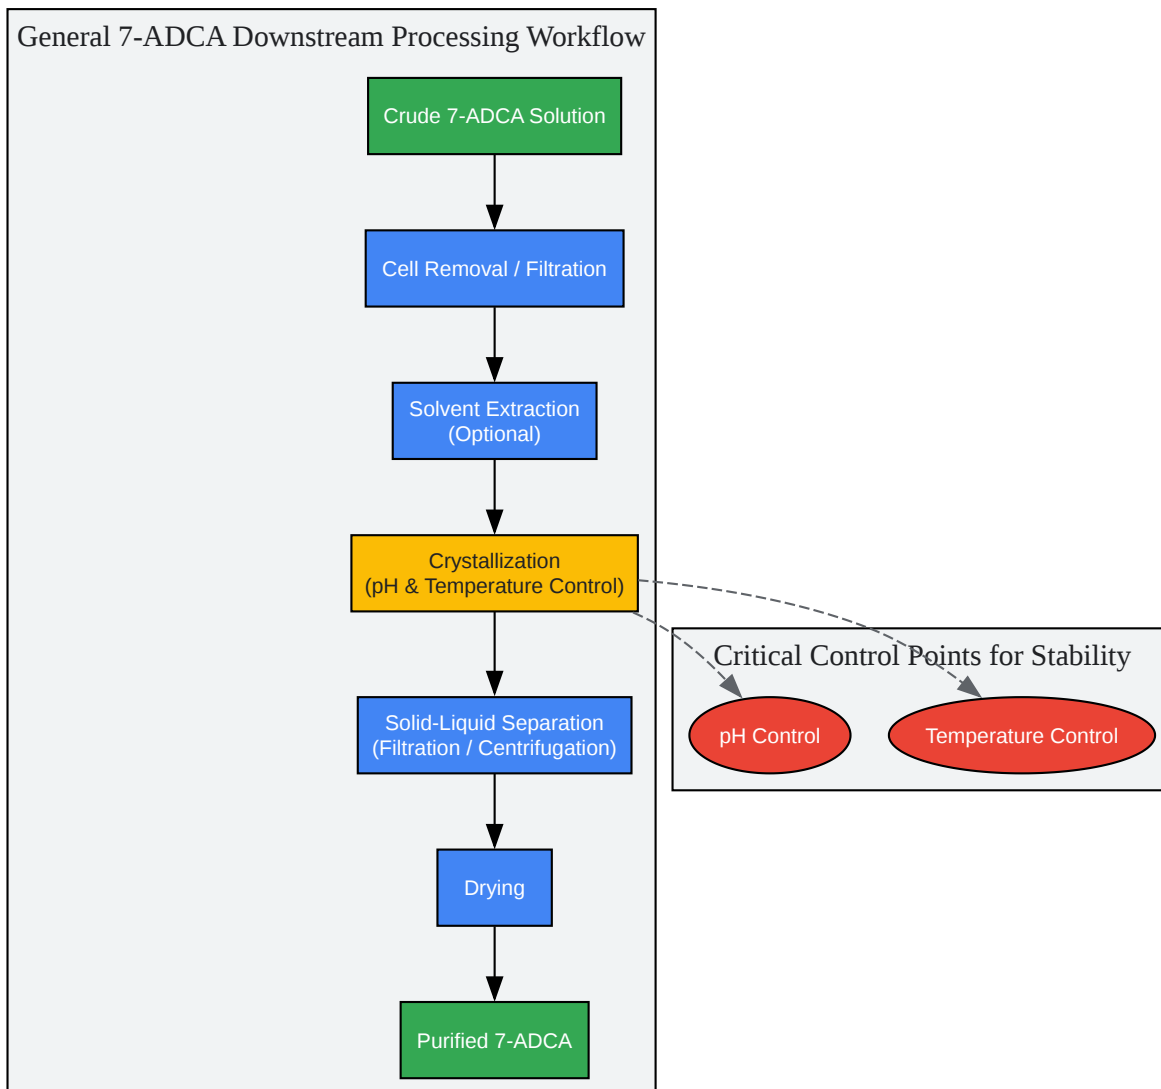 General 7-ADCA Downstream Processing Workflow
Crude 7-ADCA Solution
Cell Removal / Filtration
Solvent Extraction
(Optional)
Crystallization
(pH & Temperature Control)
Critical Control Points for Stability
Solid-Liquid Separation
(Filtration / Centrifugation)
pH Control
Temperature Control
Drying
Purified 7-ADCA